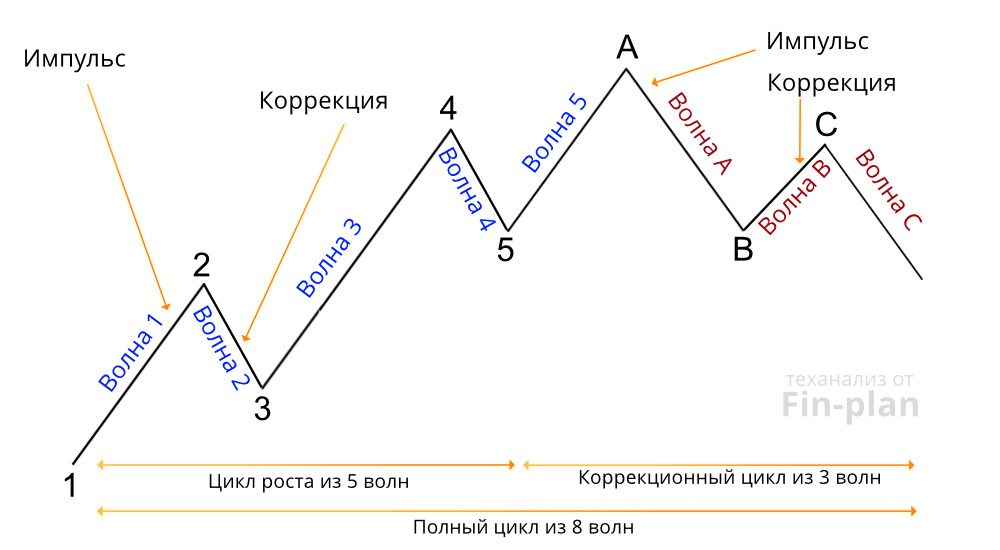 Импульс
Коррекция
Импульс
Коррекция
A
4
C
2
B
5
3
1
Волна 1
Волна 2
Волна 3
Волна 4
Волна 5
Волна A
Волна B
Волна C
теханализ от
Fin-plan
Цикл роста из 5 волн
Коррекционный цикл из 3 волн
Полный цикл из 8 волн